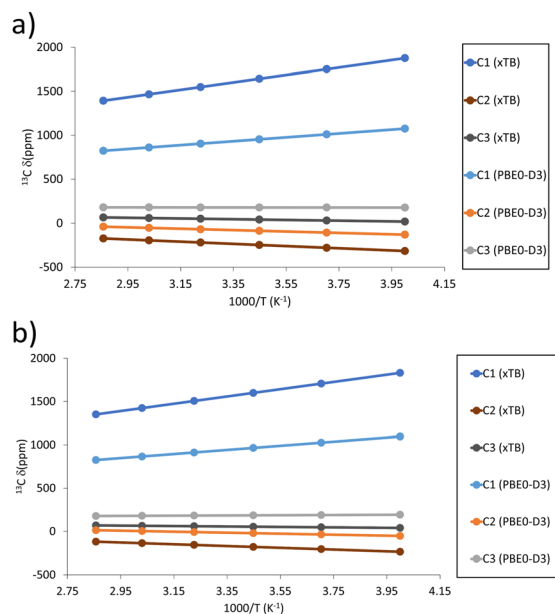 a)
2000
1500
1000
500
0
-500
¹³C δ(ppm)
2.75 2.95 3.15 3.35 3.55 3.75 3.95 4.15
1000/T (K⁻¹)
C1 (xTB)
C2 (xTB)
C3 (xTB)
C1 (PBE0-D3)
C2 (PBE0-D3)
C3 (PBE0-D3)
b)
2000
1500
1000
500
0
-500
¹³C δ(ppm)
2.75 2.95 3.15 3.35 3.55 3.75 3.95 4.15
1000/T (K⁻¹)
C1 (xTB)
C2 (xTB)
C3 (xTB)
C1 (PBE0-D3)
C2 (PBE0-D3)
C3 (PBE0-D3)